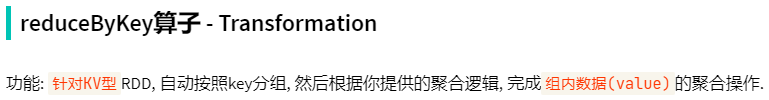 reduceByKey算子 - Transformation
功能: 针对KV型 RDD, 自动按照key分组, 然后根据你提供的聚合逻辑, 完成 组内数据(value) 的聚合操作.